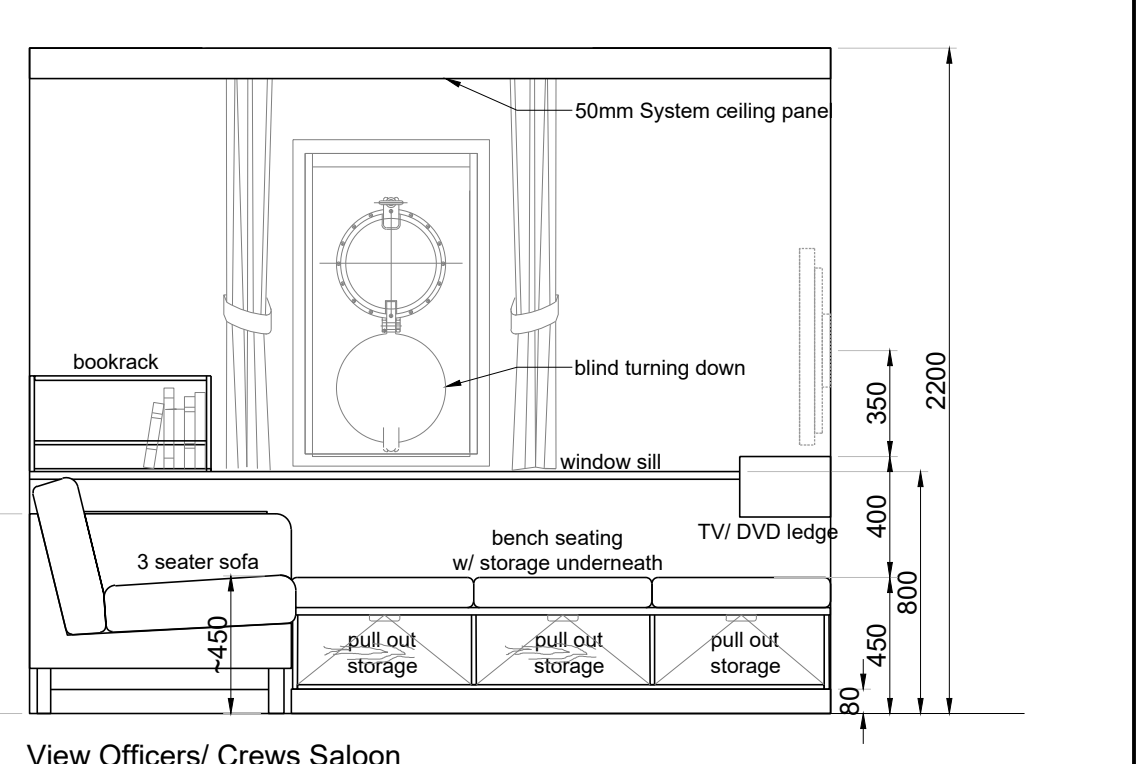 50mm System ceiling panel
bookrack
blind turning down
350
2200
window sill
TV/ DVD ledge
400
bench seating
w/ storage underneath
3 seater sofa
~450
pull out
storage
pull out
storage
pull out
storage
450
800
80
View Officers/ Crews Saloon